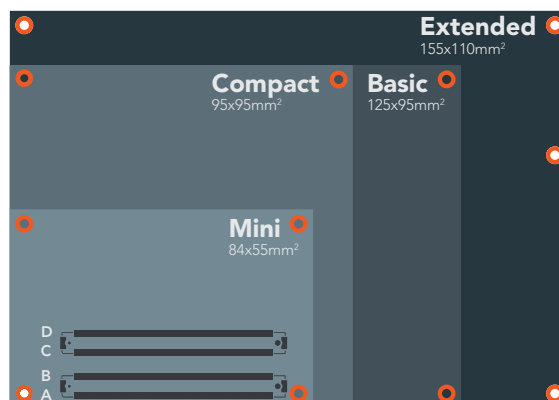 Extended
155x110mm²
Compact
95x95mm²
Basic
125x95mm²
Mini
84x55mm²
D
C
B
A